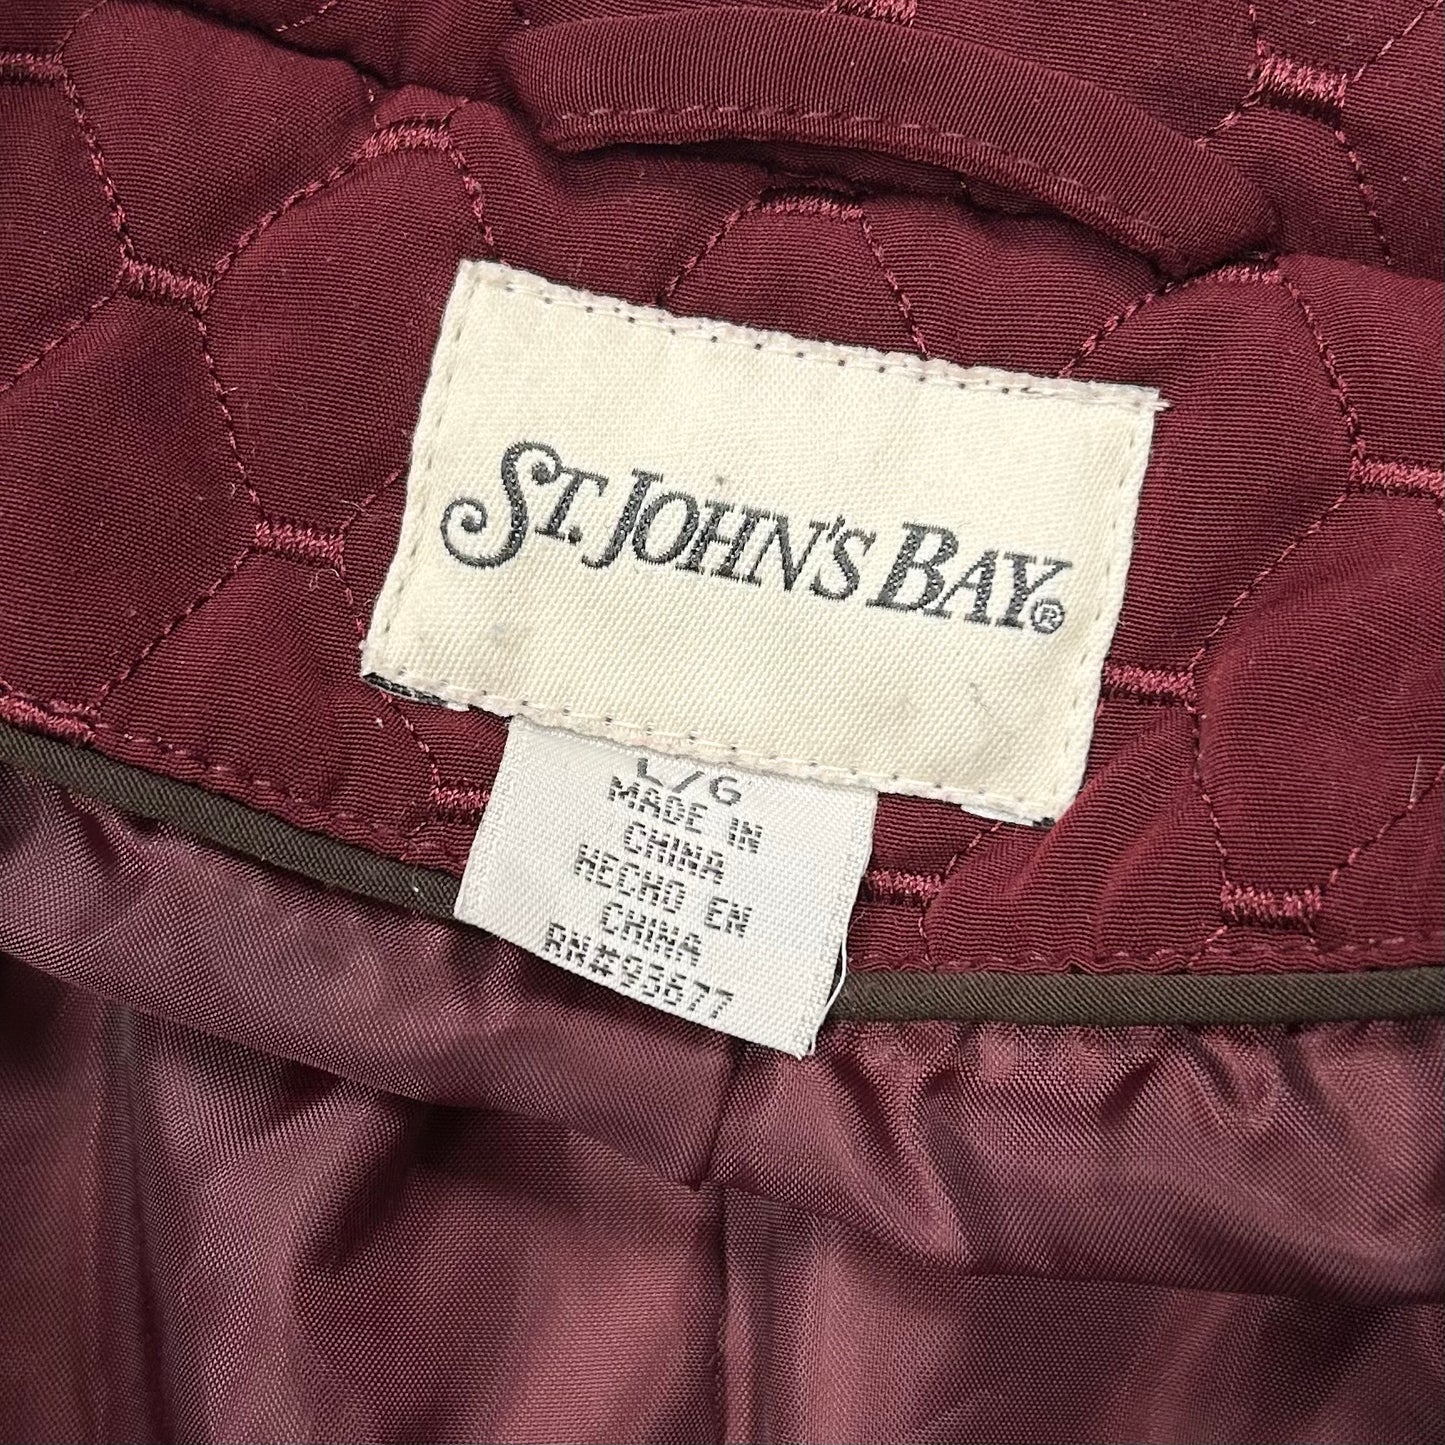 ST. JOHN'S BAY®
L/G
MADE IN
CHINA
HECHO EN
CHINA
RN#93677